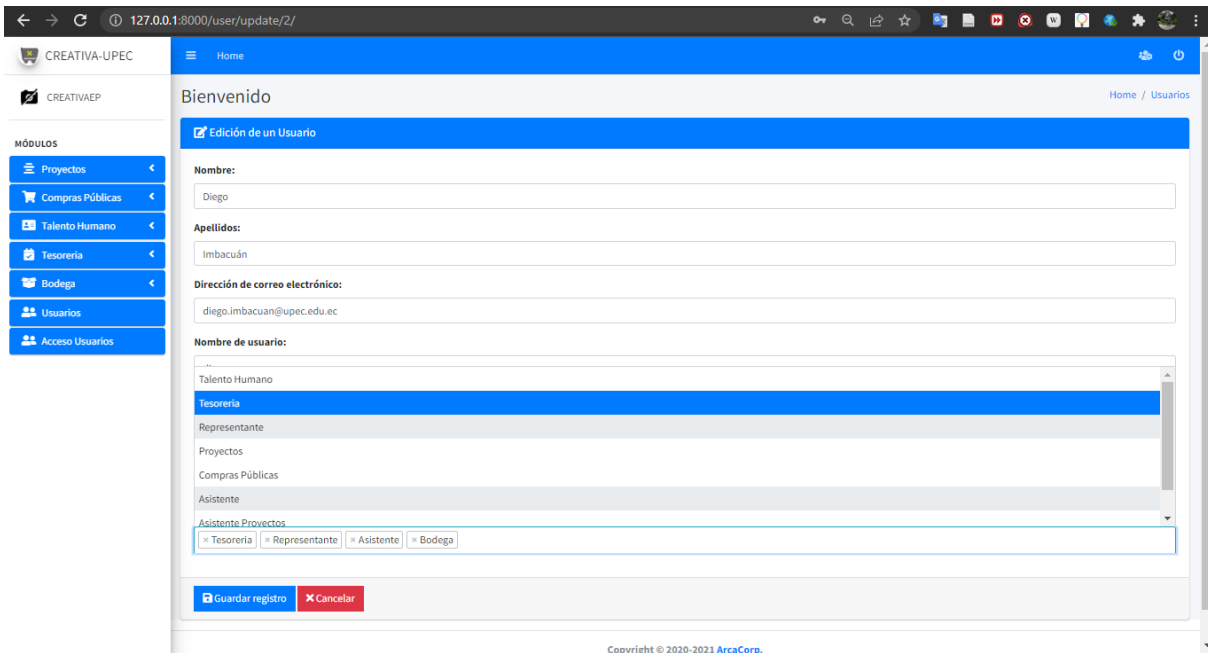 127.0.0.1:8000/user/update/2/
CREATIVA-UPEC
Home
CREATIVAEP
Bienvenido
Home / Usuarios
MÓDULOS
Proyectos
Compras Públicas
Talento Humano
Tesoreria
Bodega
Usuarios
Acceso Usuarios
Edición de un Usuario
Nombre:
Diego
Apellidos:
Imbacuán
Dirección de correo electrónico:
diego.imbacuan@upec.edu.ec
Nombre de usuario:
Talento Humano
Tesoreria
Representante
Proyectos
Compras Públicas
Asistente
Asistente Proyectos
× Tesoreria × Representante × Asistente × Bodega
Guardar registro
Cancelar
Copyright © 2020-2021 ArcaCorp.